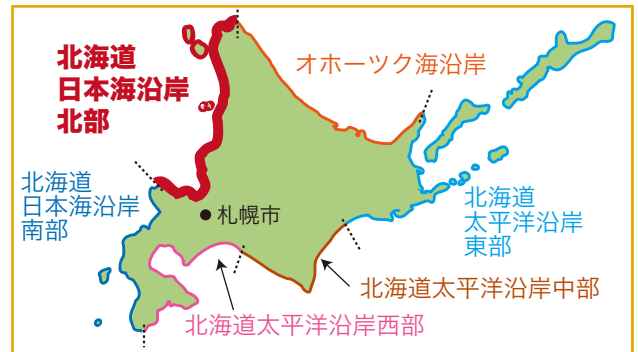 北海道
日本海沿岸
北部
オホーツク海沿岸
北海道
日本海沿岸
南部
札幌市
北海道
太平洋沿岸
東部
北海道太平洋沿岸中部
北海道太平洋沿岸西部